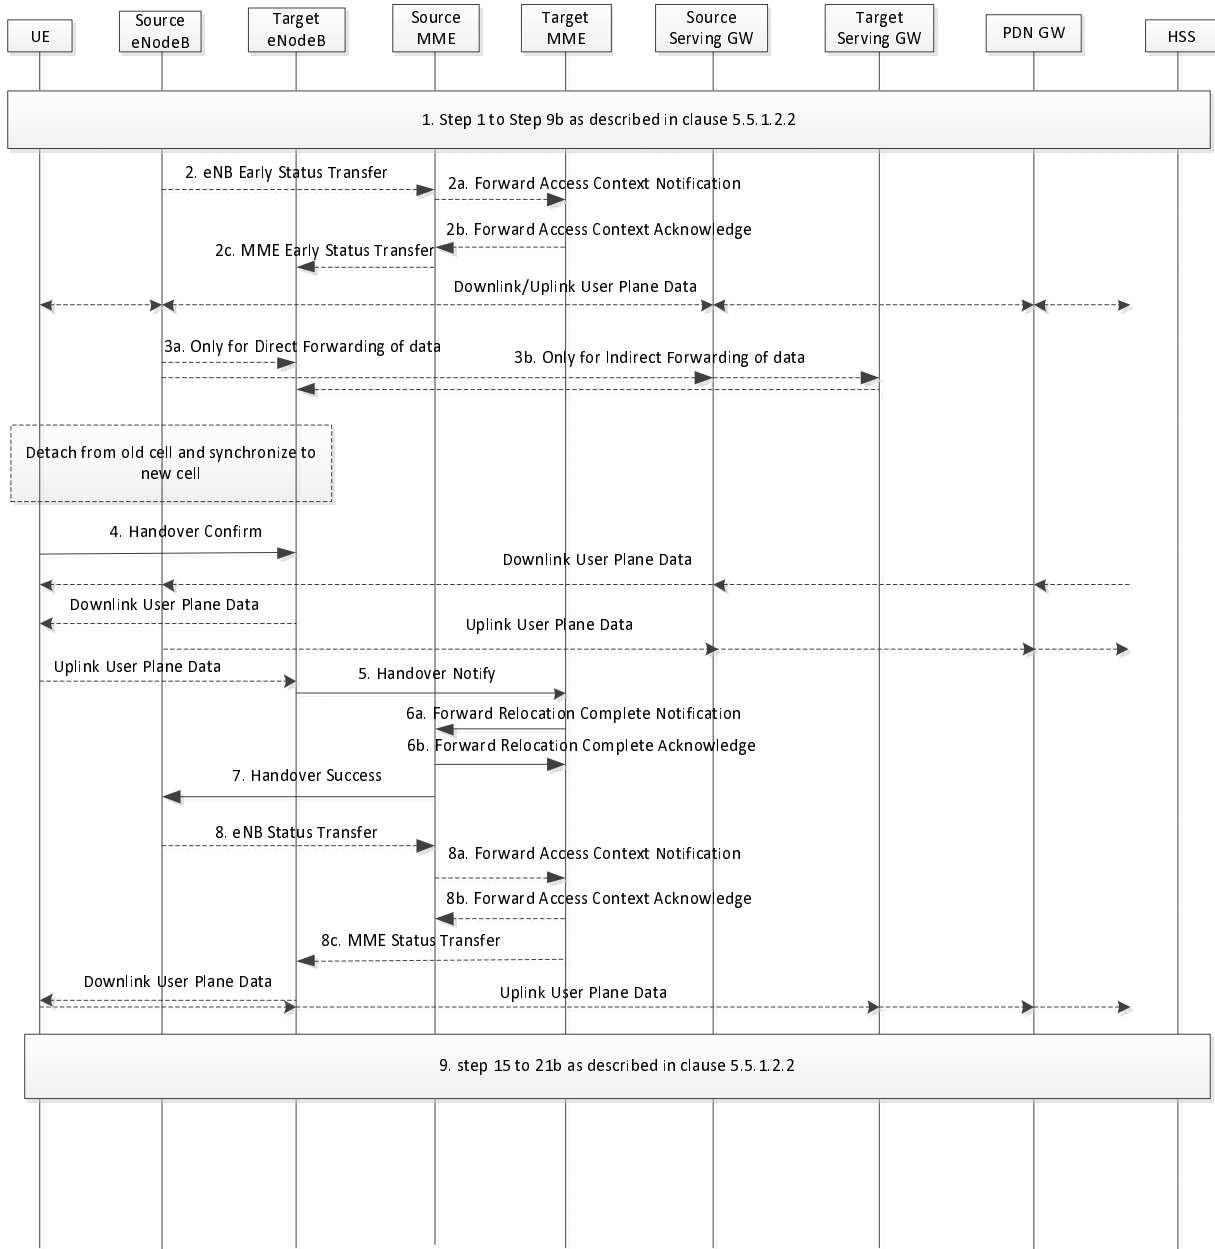 UE
Source
eNodeB
Target
eNodeB
Source
MME
Target
MME
Source
Serving GW
Target
Serving GW
PDN GW
HSS
1. Step 1 to Step 9b as described in clause 5.5.1.2.2
2. eNB Early Status Transfer
2a. Forward Access Context Notification
2b. Forward Access Context Acknowledge
2c. MME Early Status Transfer
Downlink/Uplink User Plane Data
3a. Only for Direct Forwarding of data
3b. Only for Indirect Forwarding of data
Detach from old cell and synchronize to
new cell
4. Handover Confirm
Downlink User Plane Data
Downlink User Plane Data
Uplink User Plane Data
Uplink User Plane Data
5. Handover Notify
6a. Forward Relocation Complete Notification
6b. Forward Relocation Complete Acknowledge
7. Handover Success
8. eNB Status Transfer
8a. Forward Access Context Notification
8b. Forward Access Context Acknowledge
8c. MME Status Transfer
Downlink User Plane Data
Uplink User Plane Data
9. step 15 to 21b as described in clause 5.5.1.2.2